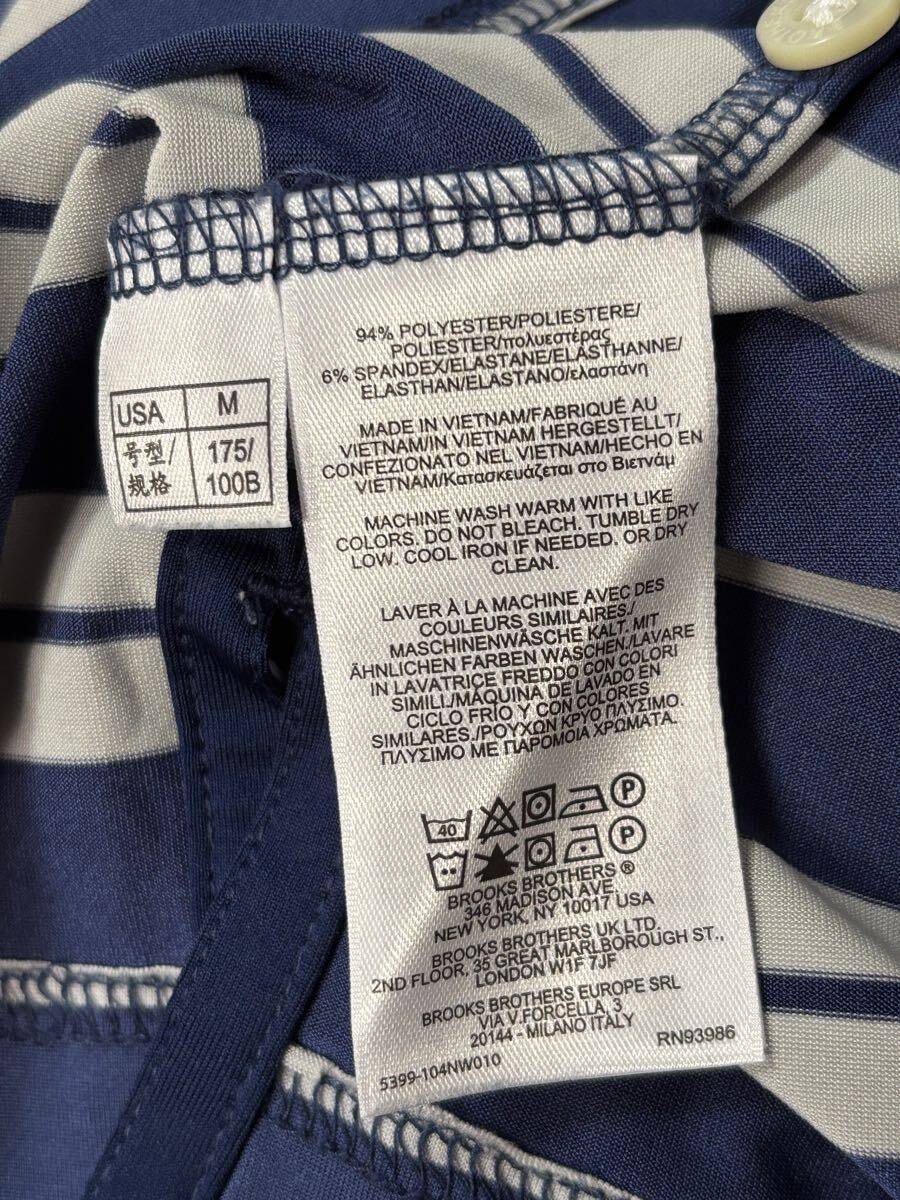 USA
M
号型/
规格
175/
100B
94% POLYESTER/POLIESTERE/
POLIESTER/πολυεστέρας
6% SPANDEX/ELASTANE/ELASTHANNE/
ELASTHAN/ELASTANO/ελαστάνη
MADE IN VIETNAM/FABRIQUÉ AU
VIETNAM/IN VIETNAM HERGESTELLT/
CONFEZIONATO NEL VIETNAM/HECHO EN
VIETNAM/Κατασκευάζεται στο Βιετνάμ
MACHINE WASH WARM WITH LIKE
COLORS. DO NOT BLEACH. TUMBLE DRY
LOW. COOL IRON IF NEEDED. OR DRY
CLEAN.
LAVER À LA MACHINE AVEC DES
COULEURS SIMILAIRES./
MASCHINENWÄSCHE KALT. MIT
ÄHNLICHEN FARBEN WASCHEN./LAVARE
IN LAVATRICE FREDDO CON COLORI
SIMILI./MÁQUINA DE LAVADO EN
CICLO FRÍO Y CON COLORES
SIMILARES./ΡΟΥΧΩΝ ΚΡΥΟ ΠΛΥΣΙΜΟ.
ΠΛΥΣΙΜΟ ΜΕ ΠΑΡΟΜΟΙΑ ΧΡΩΜΑΤΑ.
40 P
P
BROOKS BROTHERS ®
346 MADISON AVE,
NEW YORK, NY 10017 USA
BROOKS BROTHERS UK LTD.
2ND FLOOR, 35 GREAT MARLBOROUGH ST.,
LONDON W1F 7JF
BROOKS BROTHERS EUROPE SRL
VIA V.FORCELLA, 3
20144 - MILANO ITALY
RN93986
5399-104NW010